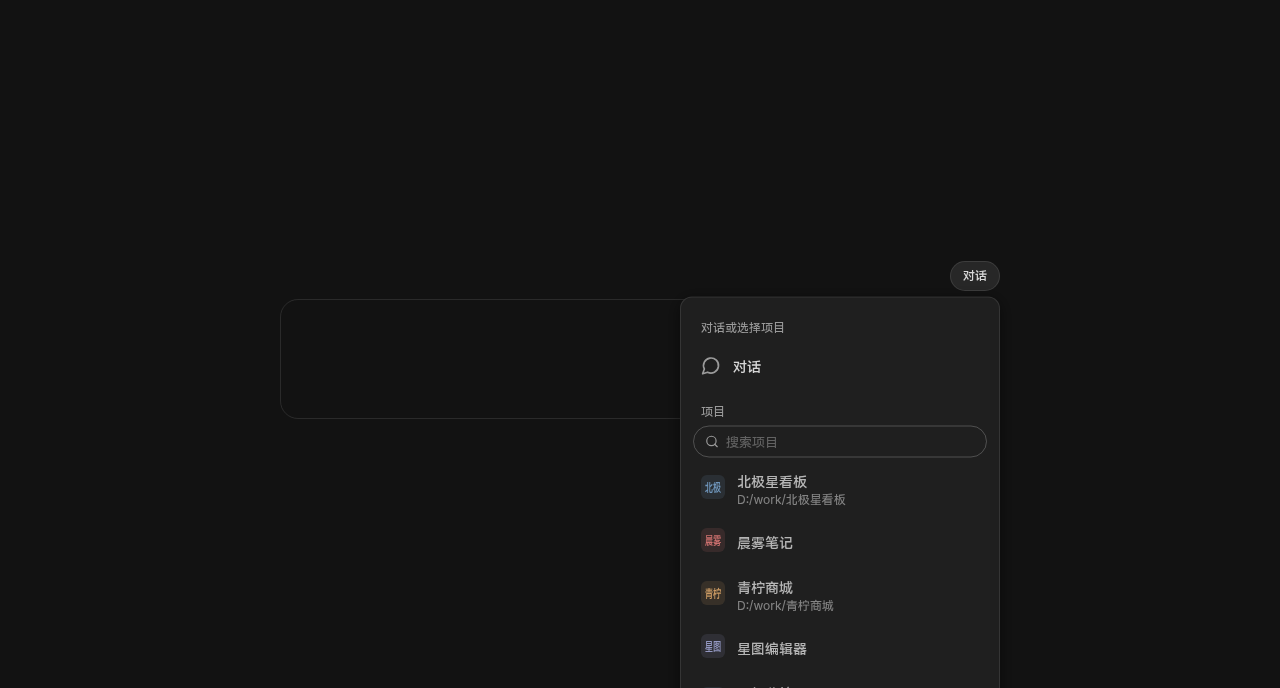 对话
对话或选择项目
对话
项目
搜索项目
北极 北极星看板
D:/work/北极星看板
晨雾 晨雾笔记
青柠 青柠商城
D:/work/青柠商城
星图 星图编辑器